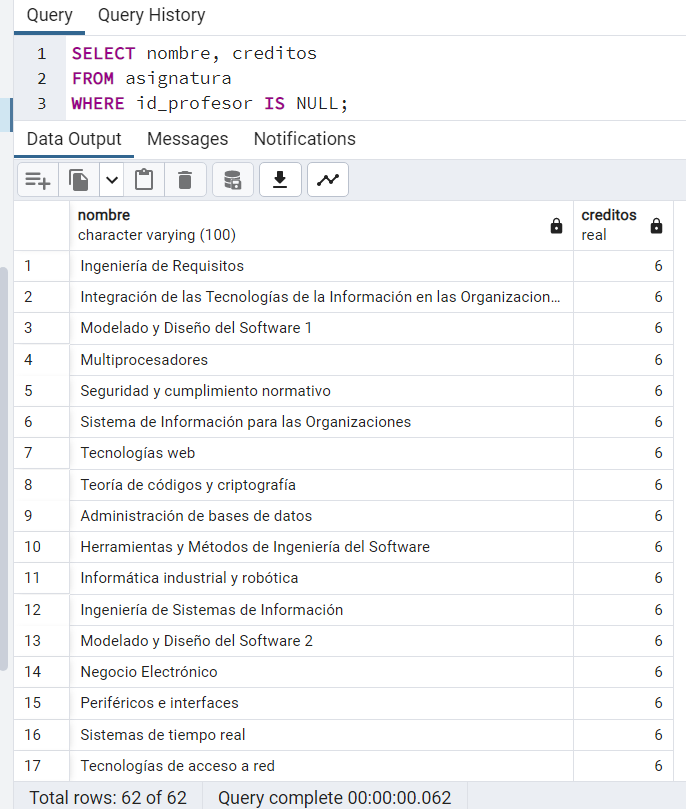 Query Query History
1 SELECT nombre, creditos
2 FROM asignatura
3 WHERE id_profesor IS NULL;
Data Output Messages Notifications
nombre
character varying (100)
creditos
real
1 Ingeniería de Requisitos 6
2 Integración de las Tecnologías de la Información en las Organizacion… 6
3 Modelado y Diseño del Software 1 6
4 Multiprocesadores 6
5 Seguridad y cumplimiento normativo 6
6 Sistema de Información para las Organizaciones 6
7 Tecnologías web 6
8 Teoría de códigos y criptografía 6
9 Administración de bases de datos 6
10 Herramientas y Métodos de Ingeniería del Software 6
11 Informática industrial y robótica 6
12 Ingeniería de Sistemas de Información 6
13 Modelado y Diseño del Software 2 6
14 Negocio Electrónico 6
15 Periféricos e interfaces 6
16 Sistemas de tiempo real 6
17 Tecnologías de acceso a red 6
Total rows: 62 of 62 Query complete 00:00:00.062